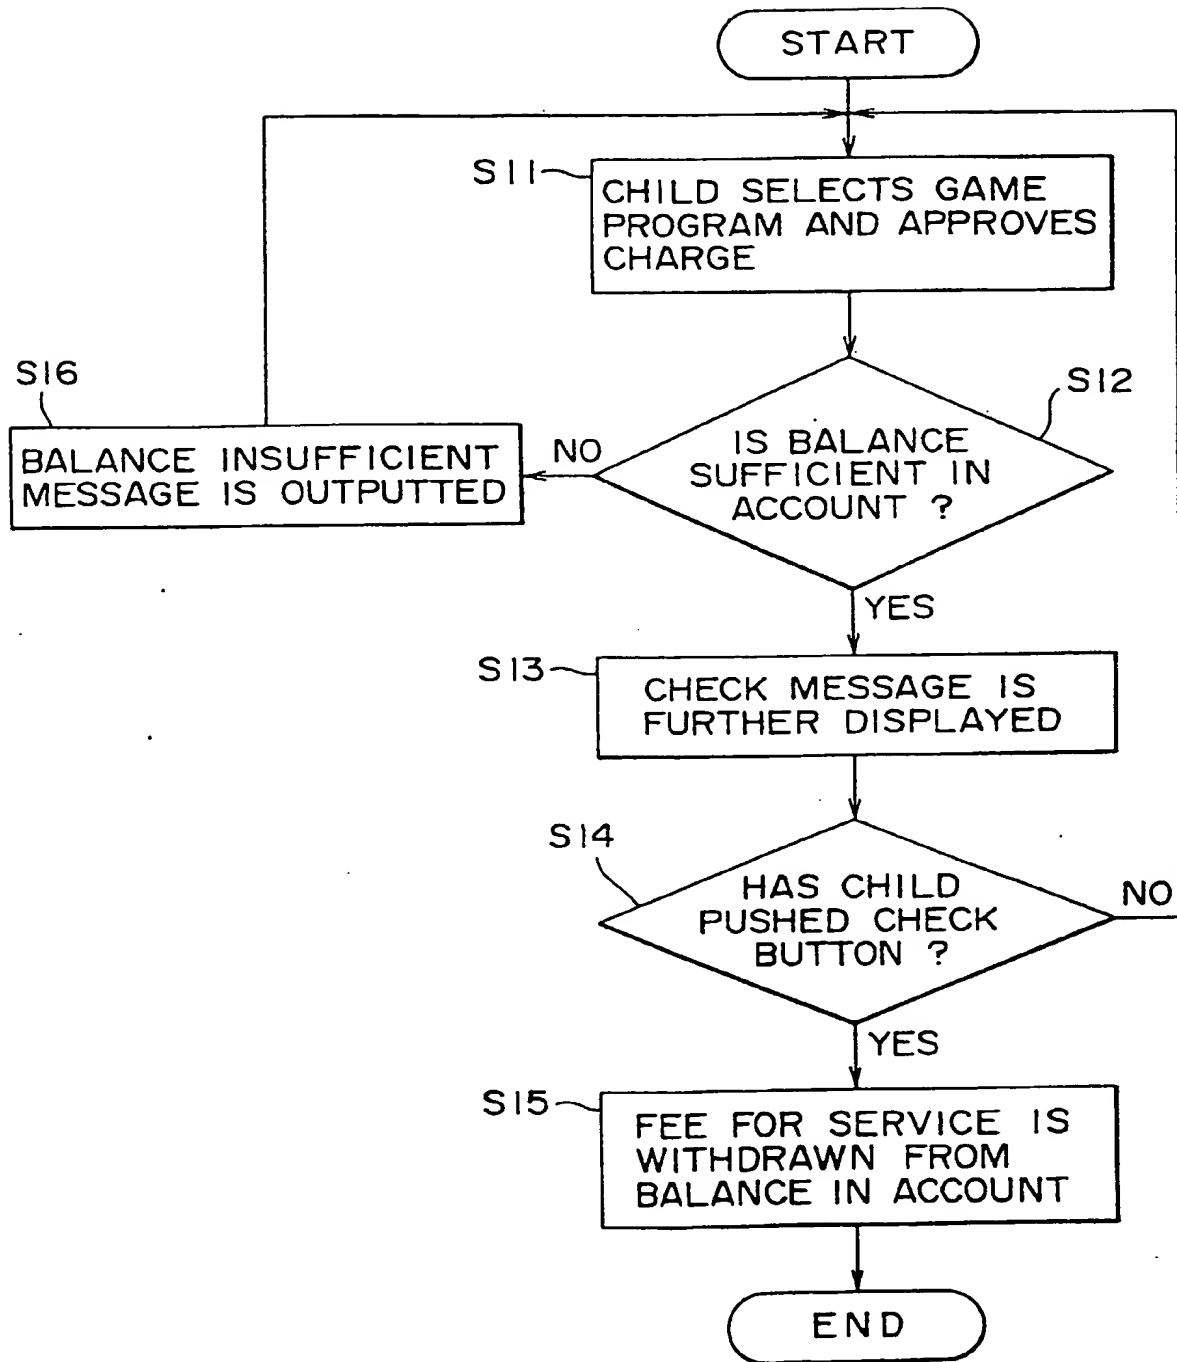 START
S11
CHILD SELECTS GAME
PROGRAM AND APPROVES
CHARGE
S12
IS BALANCE
SUFFICIENT IN
ACCOUNT ?
NO
S16
BALANCE INSUFFICIENT
MESSAGE IS OUTPUTTED
YES
S13
CHECK MESSAGE IS
FURTHER DISPLAYED
S14
HAS CHILD
PUSHED CHECK
BUTTON ?
NO
YES
S15
FEE FOR SERVICE IS
WITHDRAWN FROM
BALANCE IN ACCOUNT
END